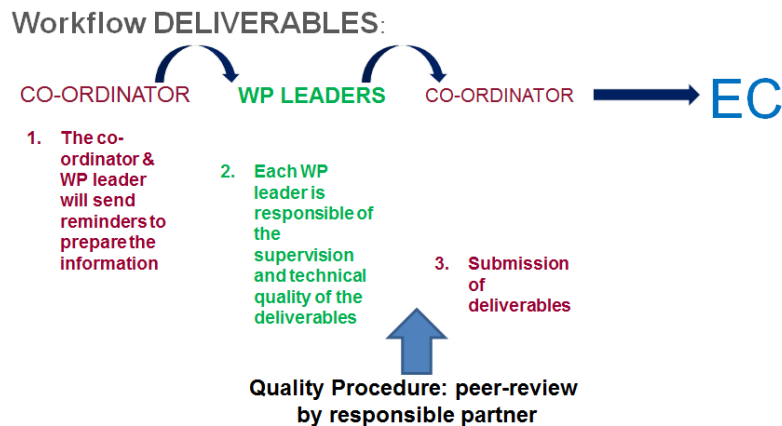 Workflow DELIVERABLES:
CO-ORDINATOR
WP LEADERS
CO-ORDINATOR
EC
1. The co-
ordinator &
WP leader
will send
reminders to
prepare the
information
2. Each WP
leader is
responsible of
the
supervision
and technical
quality of the
deliverables
3. Submission
of
deliverables
Quality Procedure: peer-review
by responsible partner